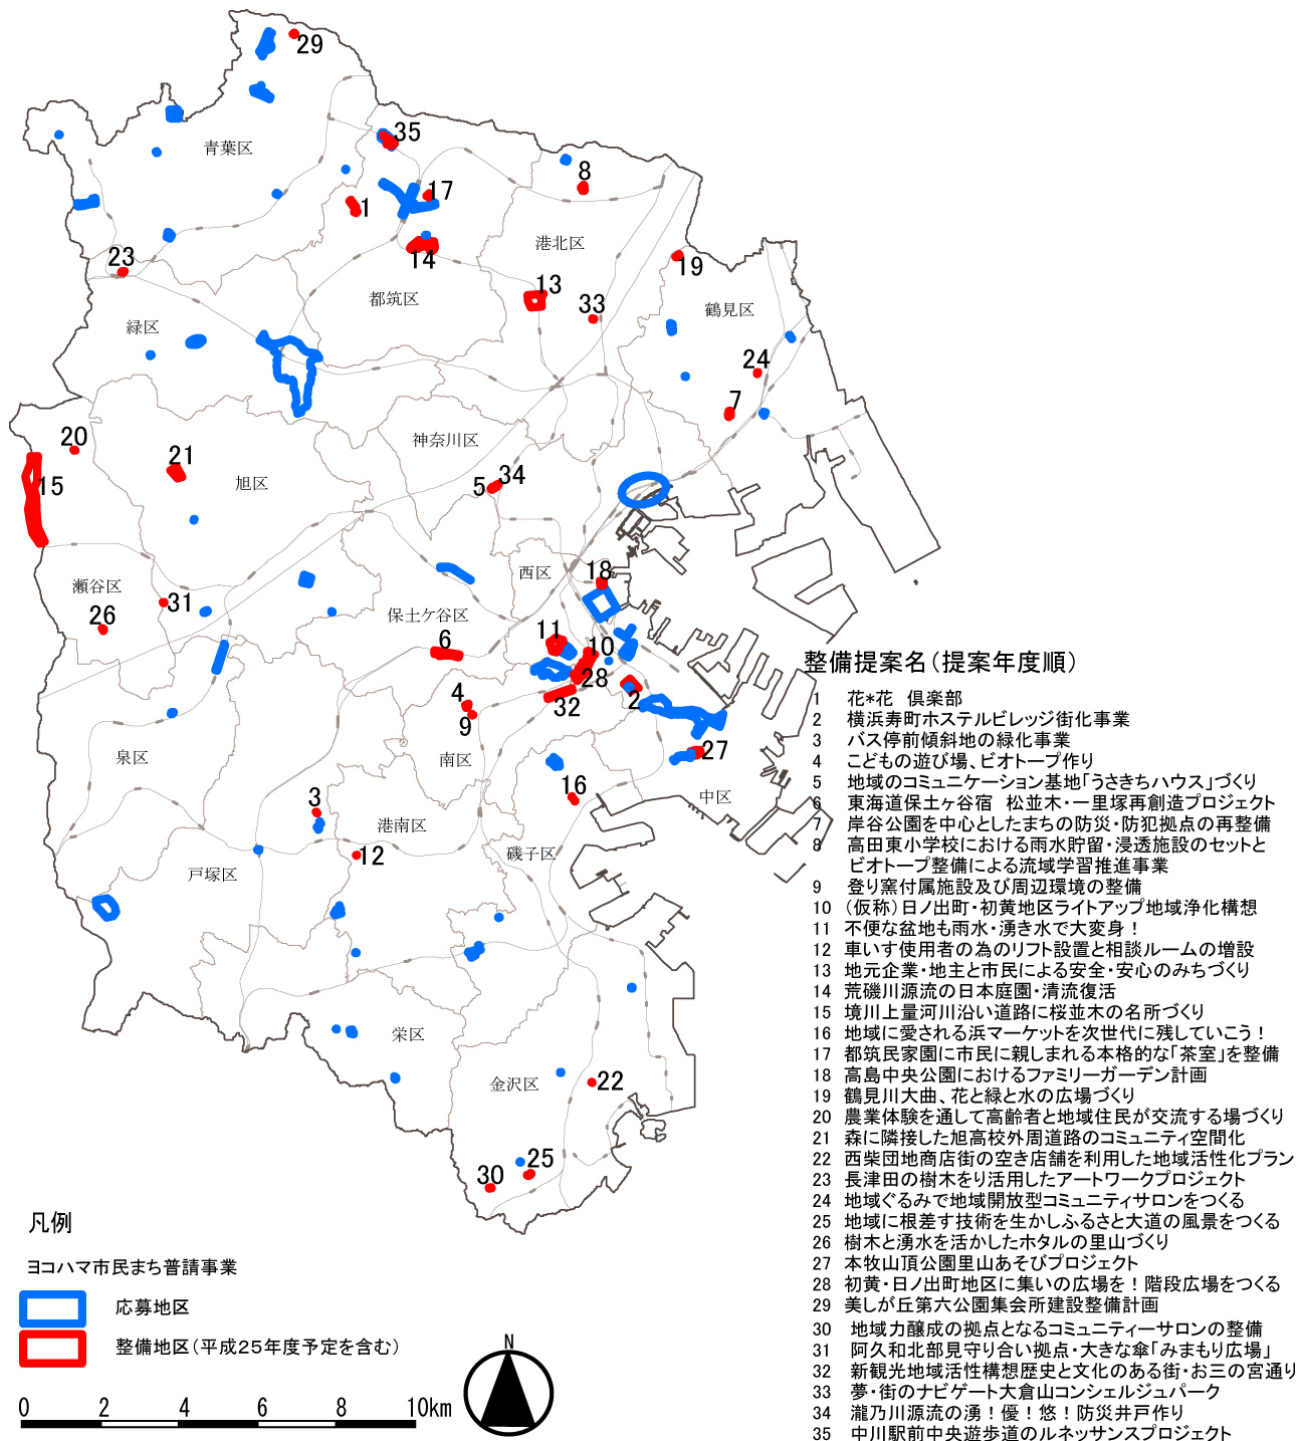 29
35
青葉区
8
17
1
港北区
23
14
19
13
都筑区
33
鶴見区
緑区
24
7
神奈川区
20
21
34
5
15
旭区
西区
18
瀬谷区
31
保土ケ谷区
26
11
10
6
28
4
2
32
9
泉区
南区
27
16
中区
3
港南区
12
磯子区
戸塚区
栄区
金沢区
22
25
30
整備提案名(提案年度順)
1 花*花 倶楽部
2 横浜寿町ホステルビレッジ街化事業
3 バス停前傾斜地の緑化事業
4 こどもの遊び場、ビオトープ作り
5 地域のコミュニケーション基地「うさきちハウス」づくり
6 東海道保土ヶ谷宿 松並木・一里塚再創造プロジェクト
7 岸谷公園を中心としたまちの防災・防犯拠点の再整備
8 高田東小学校における雨水貯留・浸透施設のセットと
ビオトープ整備による流域学習推進事業
9 登り窯付属施設及び周辺環境の整備
10 (仮称)日ノ出町・初黄地区ライトアップ地域浄化構想
11 不便な盆地も雨水・湧き水で大変身！
12 車いす使用者の為のリフト設置と相談ルームの増設
13 地元企業・地主と市民による安全・安心のみちづくり
14 荒磯川源流の日本庭園・清流復活
15 境川上量河川沿い道路に桜並木の名所づくり
16 地域に愛される浜マーケットを次世代に残していこう！
17 都筑民家園に市民に親しまれる本格的な「茶室」を整備
18 高島中央公園におけるファミリーガーデン計画
19 鶴見川大曲、花と緑と水の広場づくり
20 農業体験を通して高齢者と地域住民が交流する場づくり
21 森に隣接した旭高校外周道路のコミュニティ空間化
22 西柴団地商店街の空き店舗を利用した地域活性化プラン
23 長津田の樹木をり活用したアートワークプロジェクト
24 地域ぐるみで地域開放型コミュニティサロンをつくる
25 地域に根差す技術を生かしふるさと大道の風景をつくる
26 樹木と湧水を活かしたホタルの里山づくり
27 本牧山頂公園里山あそびプロジェクト
28 初黄・日ノ出町地区に集いの広場を！階段広場をつくる
29 美しが丘第六公園集会所建設整備計画
30 地域力醸成の拠点となるコミュニティーサロンの整備
31 阿久和北部見守り合い拠点・大きな傘「みまもり広場」
32 新観光地域活性構想歴史と文化のある街・お三の宮通り
33 夢・街のナビゲート大倉山コンシェルジュパーク
34 瀧乃川源流の湧！優！悠！防災井戸作り
35 中川駅前中央遊歩道のルネッサンスプロジェクト
凡例
ヨコハマ市民まち普請事業
応募地区
整備地区(平成25年度予定を含む)
N
0 2 4 6 8 10km